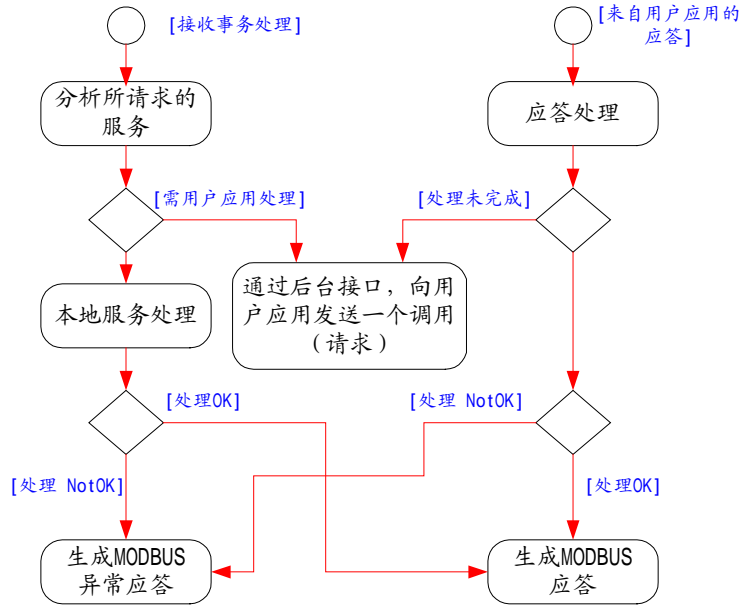 [接收事务处理]
[来自用户应用的
应答]
分析所请求的
服务
应答处理
[需用户应用处理]
[处理未完成]
通过后台接口，向用
户应用发送一个调用
（请求）
本地服务处理
[处理OK]
[处理 NotOK]
[处理 NotOK]
[处理OK]
生成MODBUS
异常应答
生成MODBUS
应答